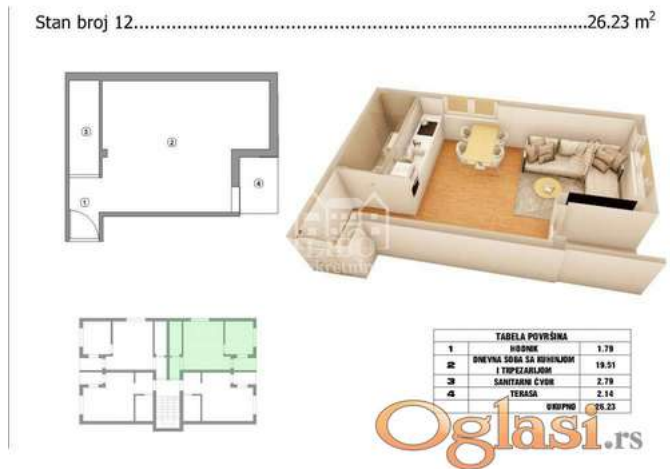 Stan broj 12..........................................................................................26.23 m²
3
2
4
1
TABELA POVRŠINA
1 HODNIK 1.79
2 DNEVNA SOBA SA KUHINJOM I TRPEZARIJOM 19.51
3 SANITARNI ČVOR 2.79
4 TERASA 2.14
UKUPNO 26.23
Oglasi.rs